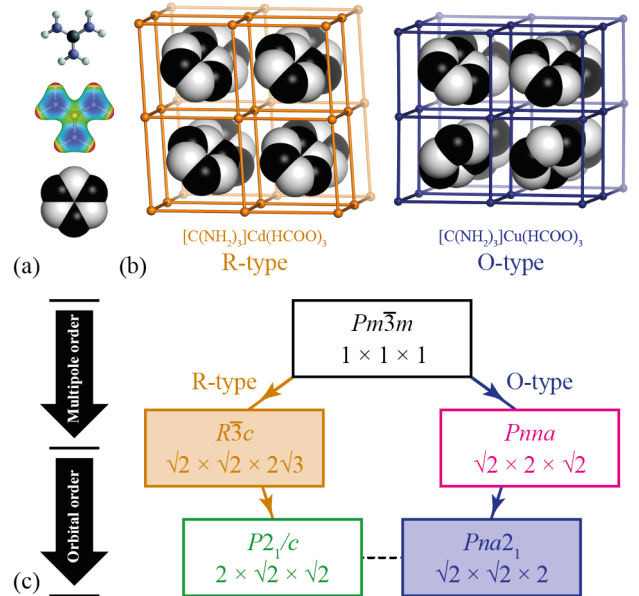 (a)
(b)
[C(NH₂)₃]Cd(HCOO)₃
R-type
[C(NH₂)₃]Cu(HCOO)₃
O-type
Multipole order
Orbital order
Pm3̅m
1 × 1 × 1
R-type
O-type
R3̅c
√2 × √2 × 2√3
Pnna
√2 × 2 × √2
P2₁/c
2 × √2 × √2
Pna2₁
√2 × √2 × 2
(c)